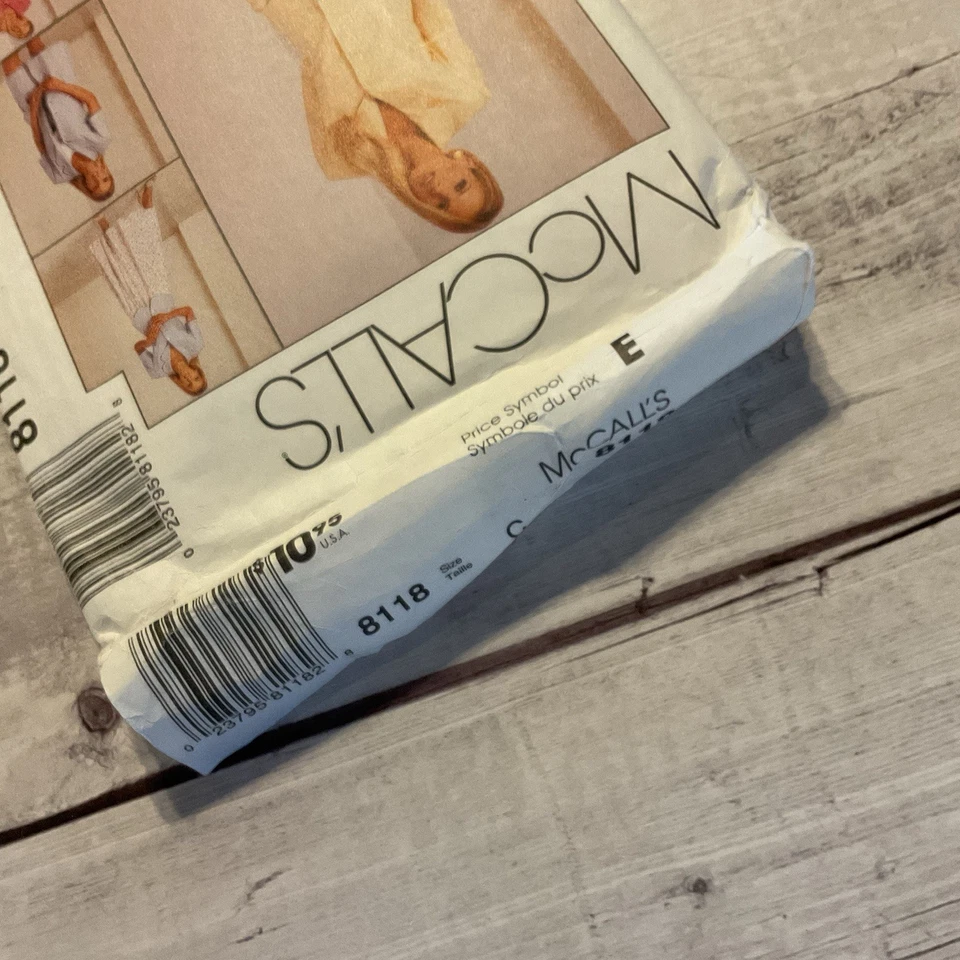 McCALL'S
8118
0 23795 81182 8
Price Symbol
Symbole du prix
E
McCALL'S
$10.95
U.S.A.
Size
Taille
C
8118
0 23795 81182 8